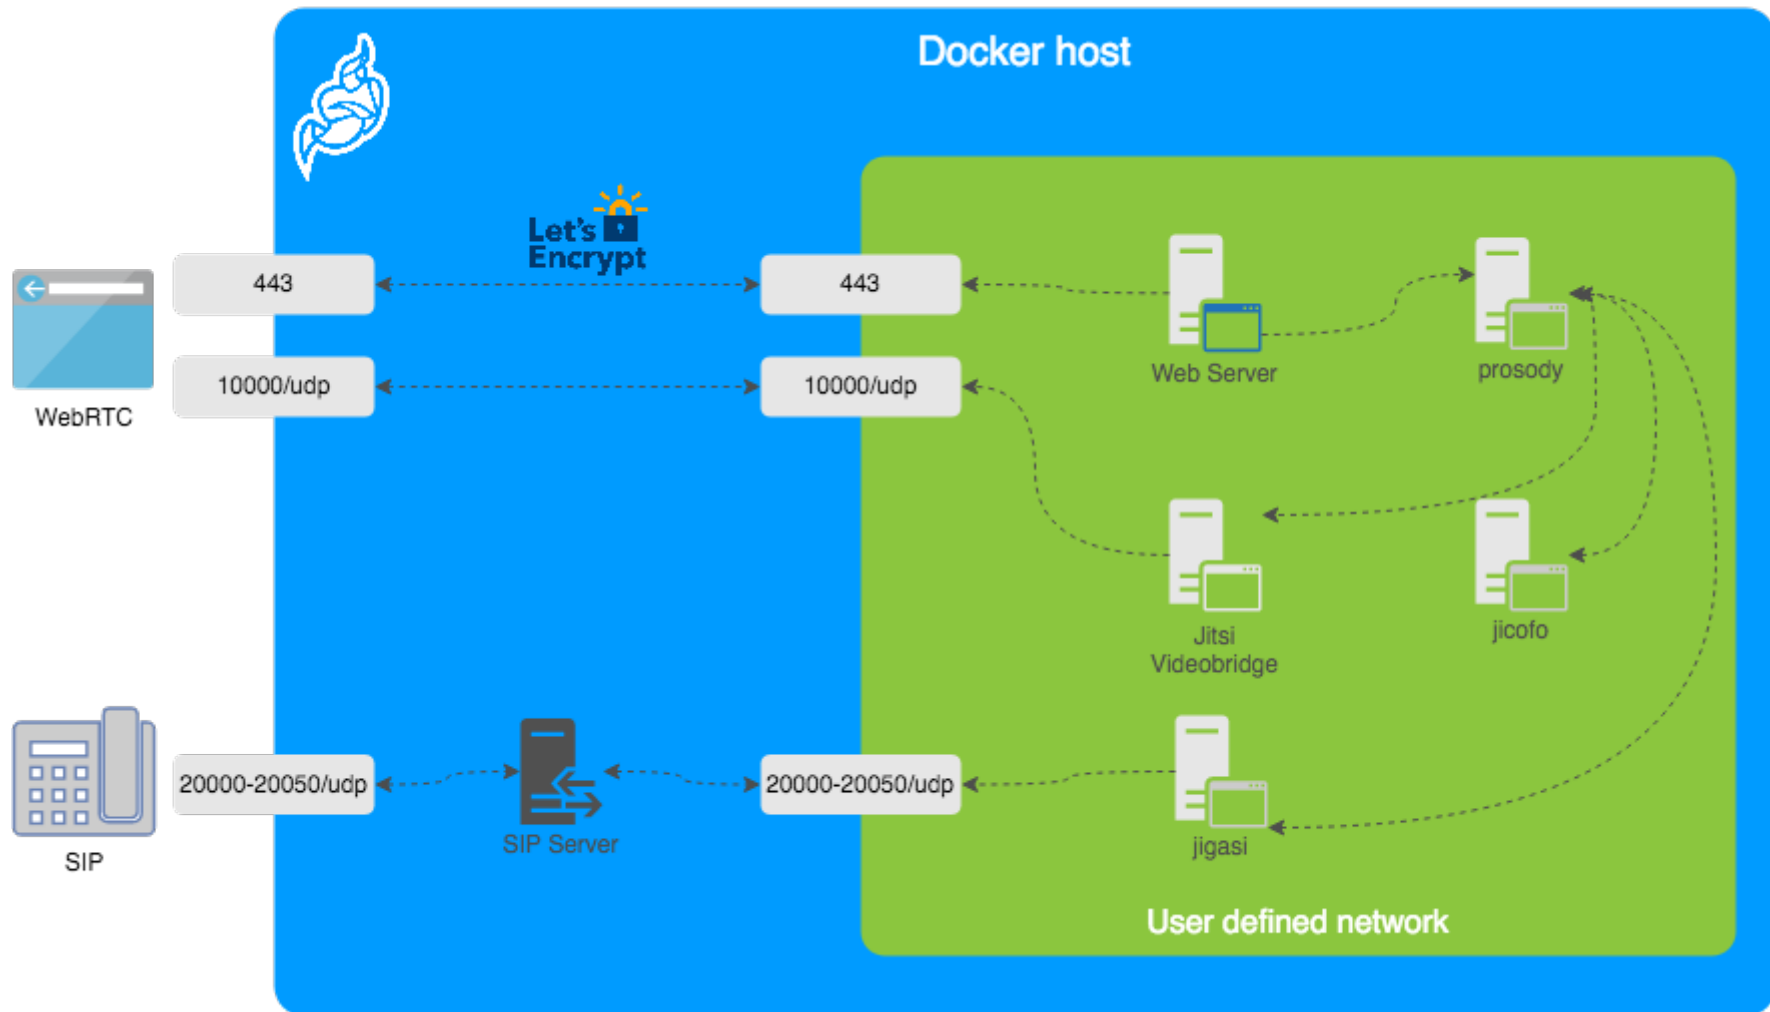 Docker host
Let's
Encrypt
443
443
10000/udp
10000/udp
WebRTC
Web Server
prosody
Jitsi
Videobridge
jicofo
20000-20050/udp
20000-20050/udp
SIP Server
SIP
jigasi
User defined network